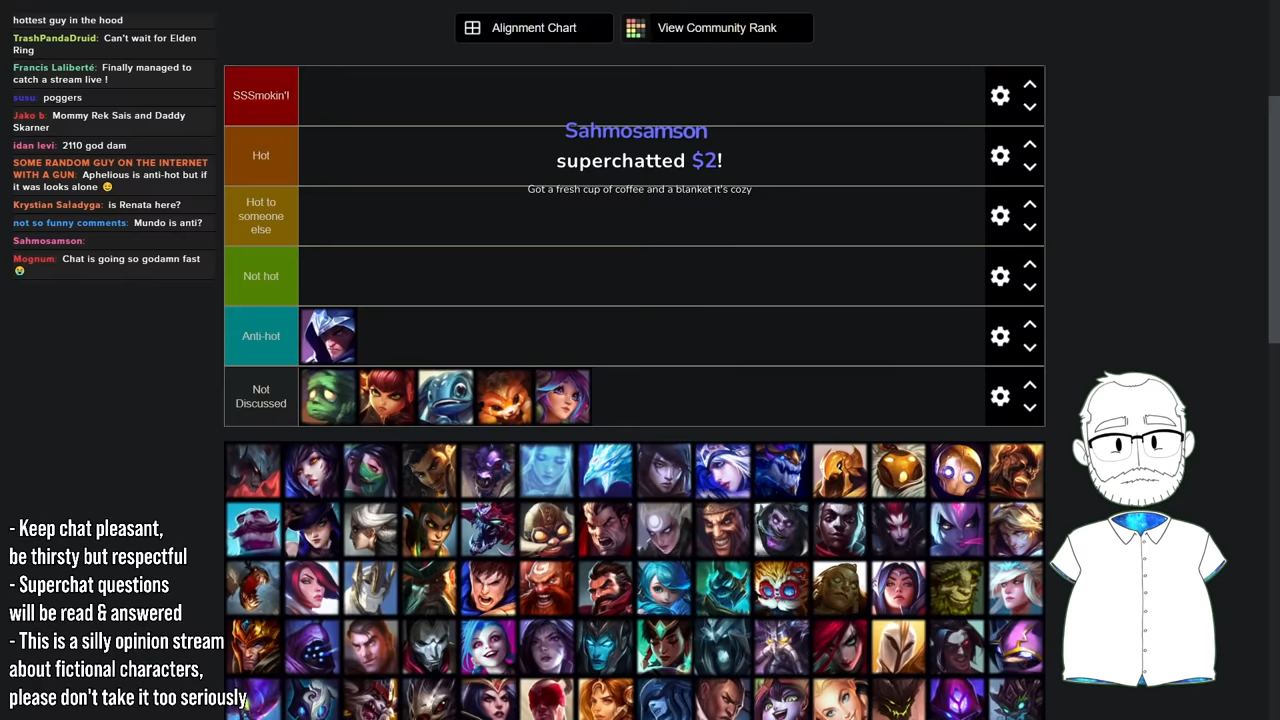 hottest guy in the hood
TrashPandaDruid: Can't wait for Elden
Ring
Francis Laliberté: Finally managed to
catch a stream live !
susu: poggers
Jako b: Mommy Rek Sais and Daddy
Skarner
idan levi: 2110 god dam
SOME RANDOM GUY ON THE INTERNET
WITH A GUN: Aphelious is anti-hot but if
it was looks alone 😉
Krystian Saladyga: is Renata here?
not so funny comments: Mundo is anti?
Sahmosamson:
Mognum: Chat is going so godamn fast
😭
Alignment Chart
View Community Rank
SSSmokin'!
Sahmosamson
superchatted $2!
Got a fresh cup of coffee and a blanket it's cozy
Hot
Hot to
someone
else
Not hot
Anti-hot
Not
Discussed
- Keep chat pleasant,
be thirsty but respectful
- Superchat questions
will be read & answered
- This is a silly opinion stream
about fictional characters,
please don't take it too seriously